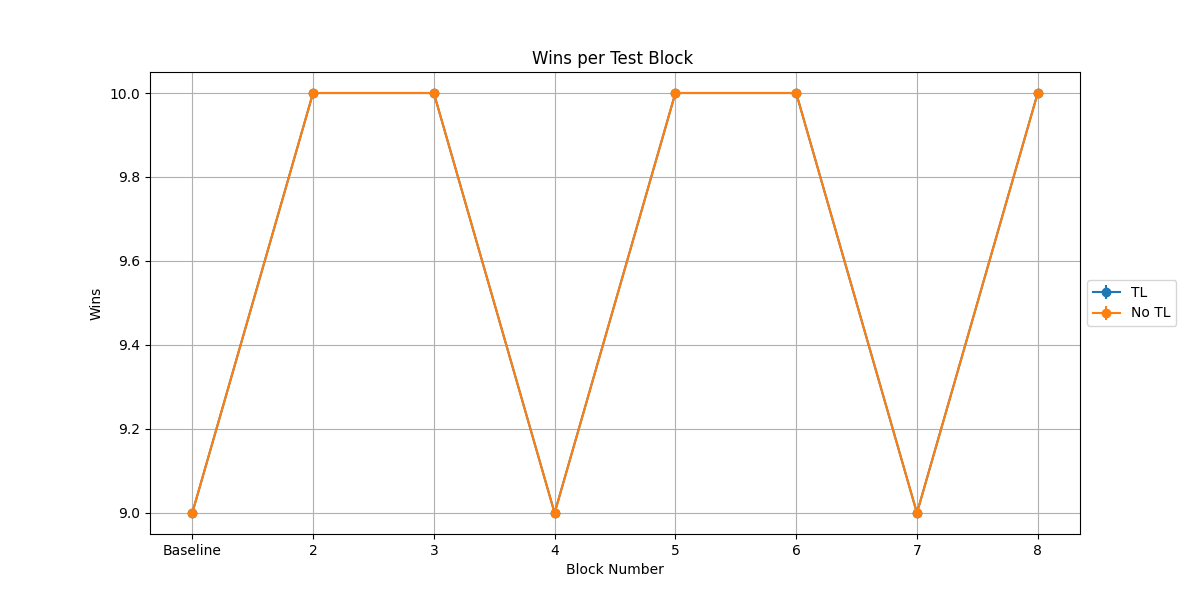 Wins per Test Block
Wins
10.0
9.8
9.6
9.4
9.2
9.0
Baseline 2 3 4 5 6 7 8
Block Number
TL
No TL